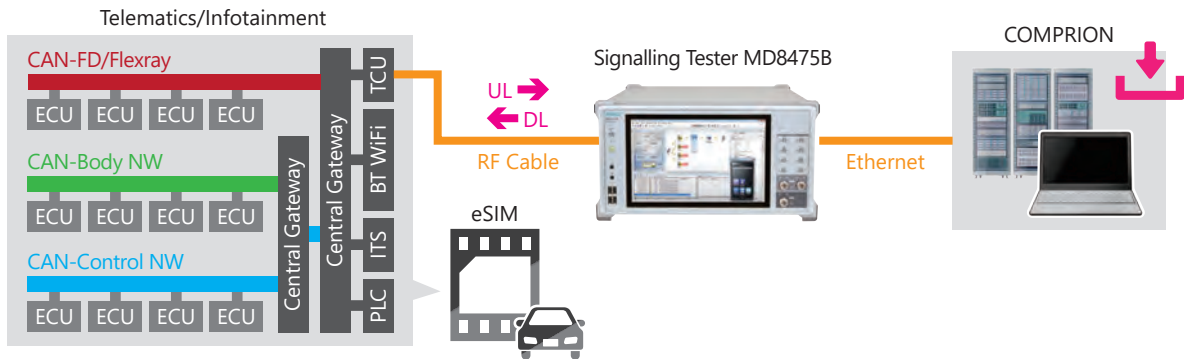 Telematics/Infotainment
CAN-FD/Flexray
ECU ECU ECU ECU
CAN-Body NW
ECU ECU ECU ECU
CAN-Control NW
ECU ECU ECU ECU
Central Gateway
Central Gateway
TCU
BT WiFi
ITS
PLC
eSIM
UL
DL
RF Cable
Signalling Tester MD8475B
Ethernet
COMPRION